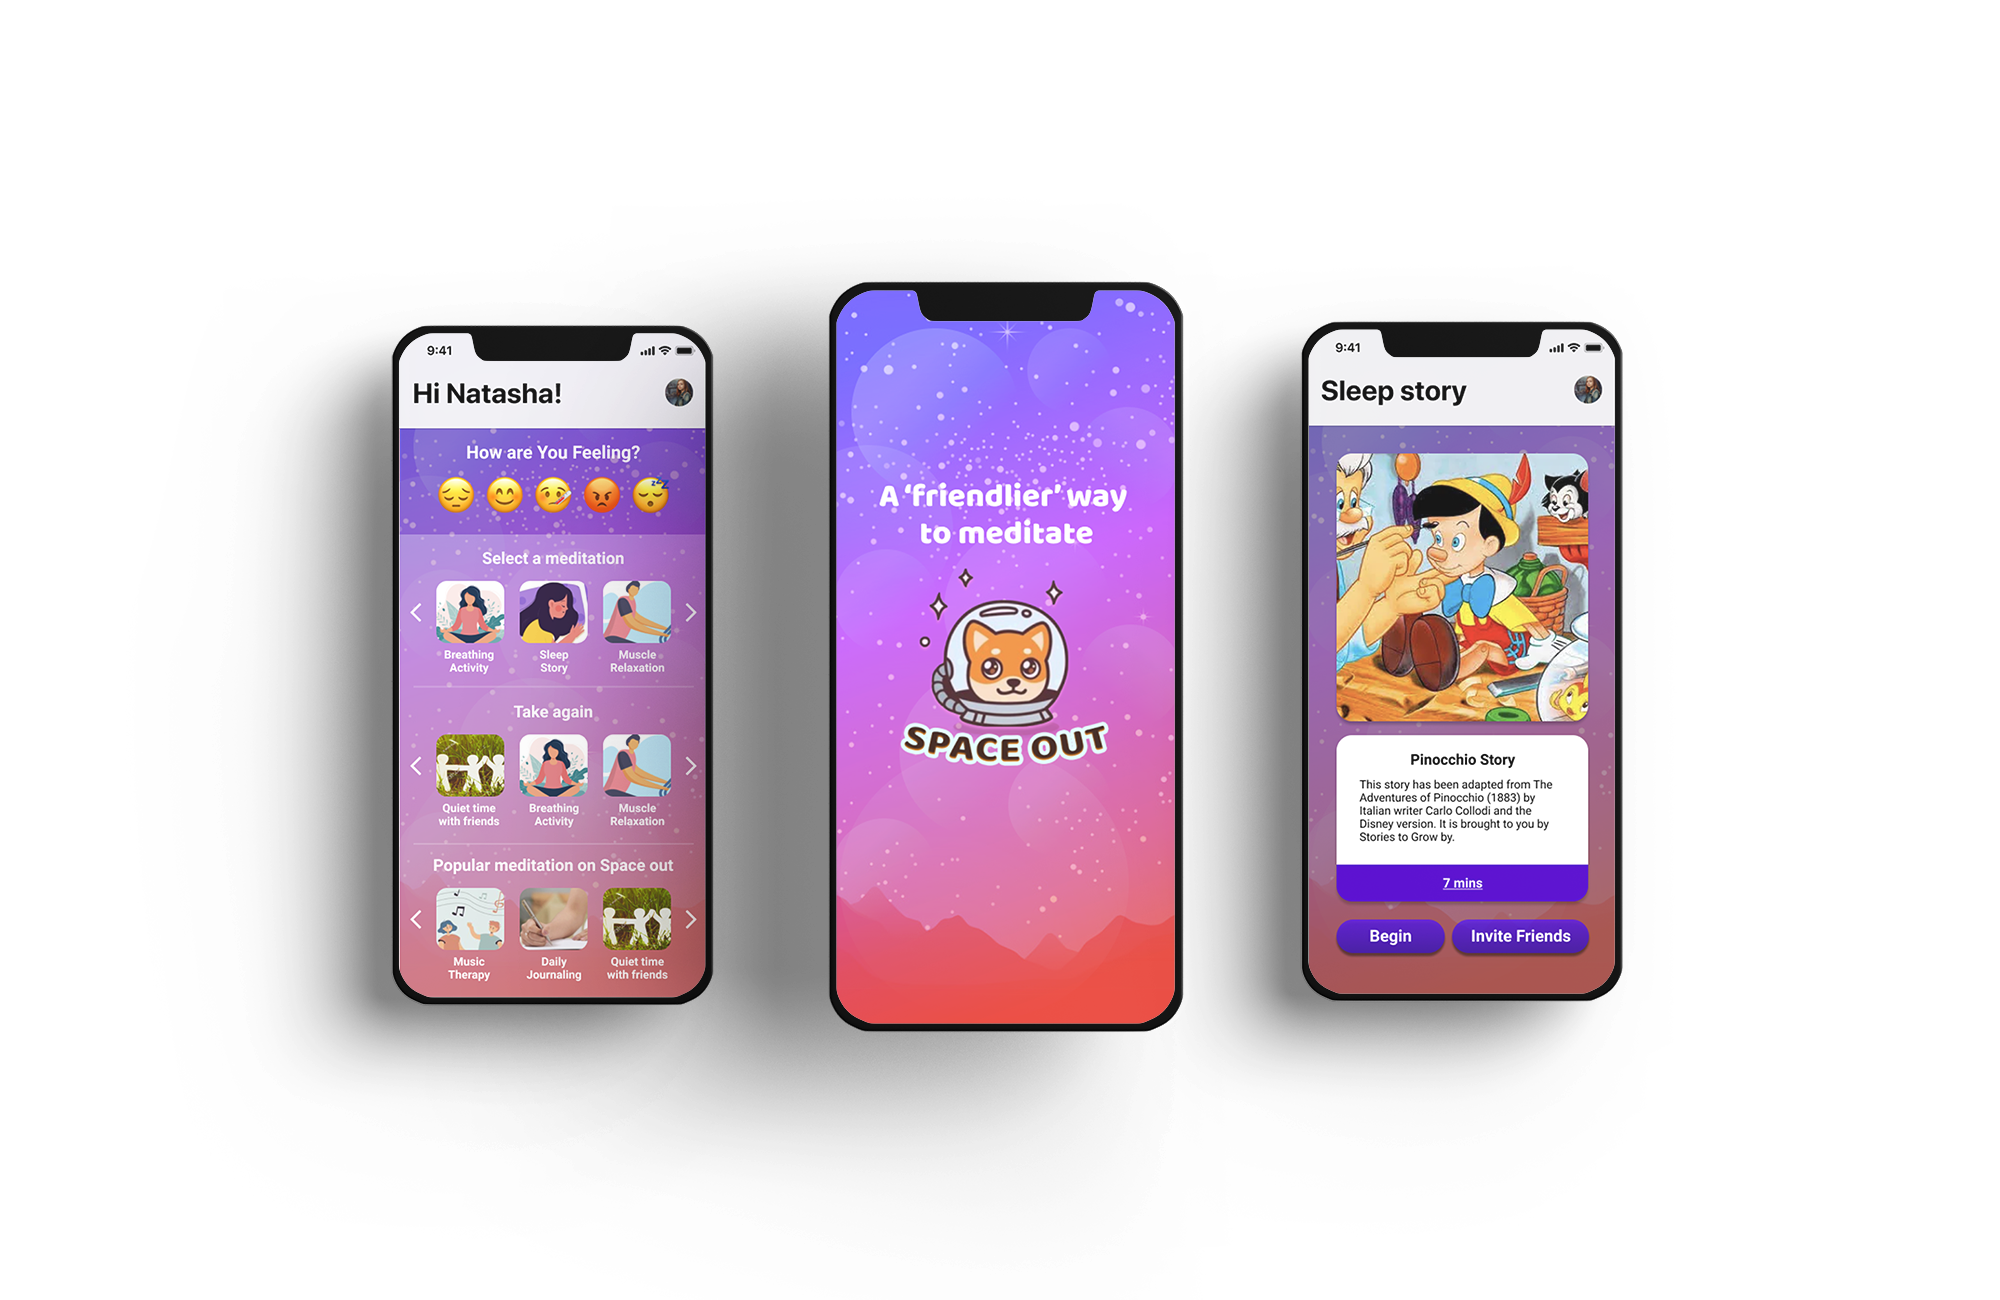 9:41
Hi Natasha!
How are You Feeling?
Select a meditation
Breathing
Activity
Sleep
Story
Muscle
Relaxation
Take again
Quiet time
with friends
Breathing
Activity
Muscle
Relaxation
Popular meditation on Space out
Music
Therapy
Daily
Journaling
Quiet time
with friends
A ‘friendlier’ way
to meditate
SPACE OUT
9:41
Sleep story
Pinocchio Story
This story has been adapted from The
Adventures of Pinocchio (1883) by
Italian writer Carlo Collodi and the
Disney version. It is brought to you by
Stories to Grow by.
7 mins
Begin
Invite Friends